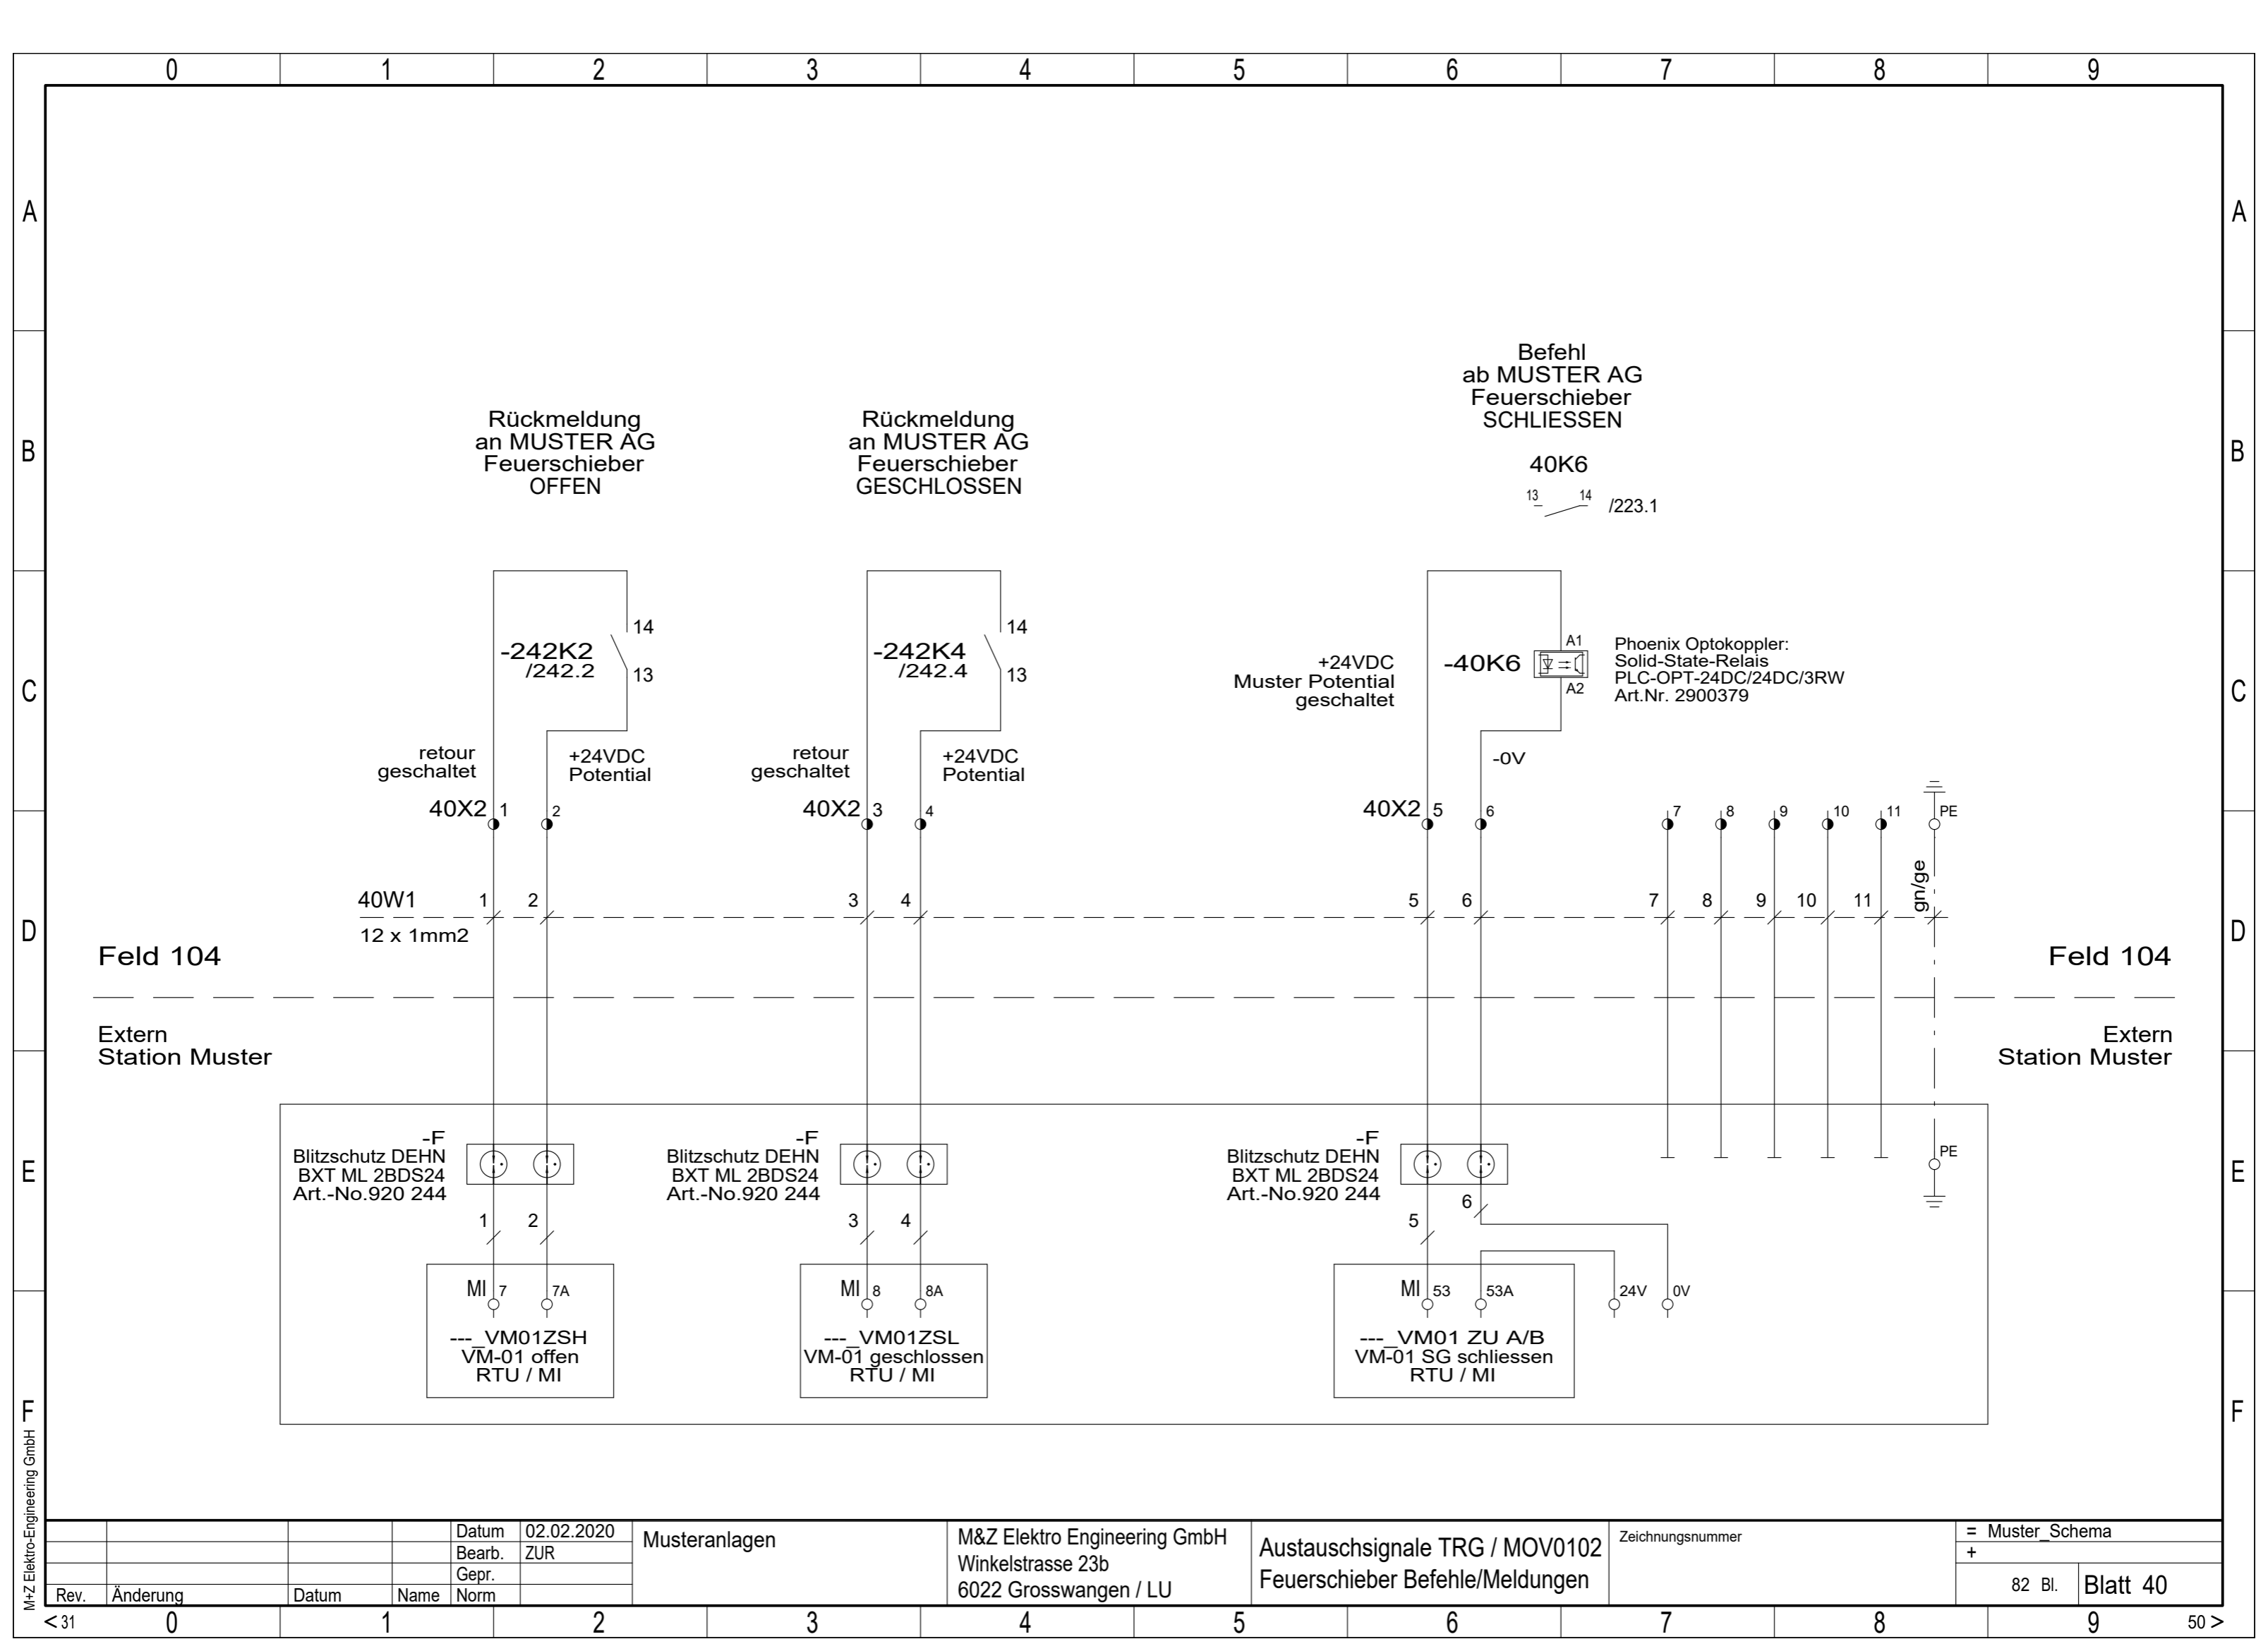 0 1 2 3 4 5 6 7 8 9
A A
Befehl
ab MUSTER AG
Feuerschieber
SCHLIESSEN
Rückmeldung
an MUSTER AG
Feuerschieber
OFFEN
Rückmeldung
an MUSTER AG
Feuerschieber
GESCHLOSSEN
B B
40K6
13 14 /223.1
14
-242K2
/242.2
13
14
-242K4
/242.4
13
+24VDC
Muster Potential
geschaltet
-40K6
A1
A2
Phoenix Optokoppler:
Solid-State-Relais
PLC-OPT-24DC/24DC/3RW
Art.Nr. 2900379
C C
retour
geschaltet
+24VDC
Potential
retour
geschaltet
+24VDC
Potential
-0V
40X2 1 2
40X2 3 4
40X2 5 6
7 8 9 10 11 PE
40W1 1 2 3 4 5 6 7 8 9 10 11 gn/ge
12 x 1mm2
D D
Feld 104 Feld 104
Extern
Station Muster
Extern
Station Muster
-F
Blitzschutz DEHN
BXT ML 2BDS24
Art.-No.920 244
-F
Blitzschutz DEHN
BXT ML 2BDS24
Art.-No.920 244
-F
Blitzschutz DEHN
BXT ML 2BDS24
Art.-No.920 244
PE
E E
1 2 3 4 5 6
MI 7 7A
---_VM01ZSH
VM-01 offen
RTU / MI
MI 8 8A
---_VM01ZSL
VM-01 geschlossen
RTU / MI
MI 53 53A 24V 0V
---_VM01 ZU A/B
VM-01 SG schliessen
RTU / MI
F F
M+Z Elektro-Engineering GmbH
Datum 02.02.2020
Bearb. ZUR
Gepr.
Rev. Änderung Datum Name Norm
Musteranlagen
M&Z Elektro Engineering GmbH
Winkelstrasse 23b
6022 Grosswangen / LU
Austauschsignale TRG / MOV0102
Feuerschieber Befehle/Meldungen
Zeichnungsnummer
= Muster_Schema
+
82 Bl. Blatt 40
< 31 0 1 2 3 4 5 6 7 8 9 50 >